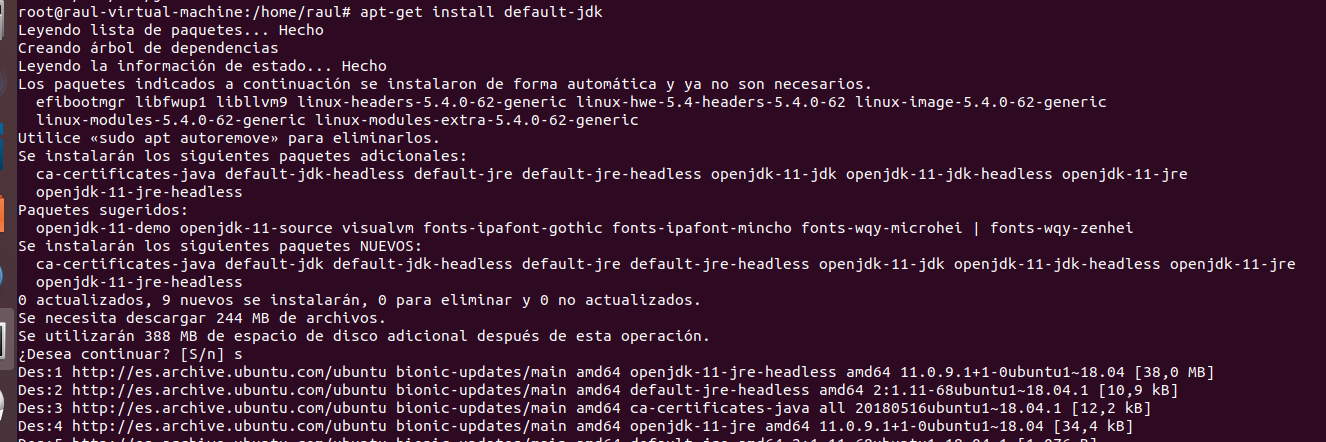 root@raul-virtual-machine:/home/raul# apt-get install default-jdk
Leyendo lista de paquetes... Hecho
Creando árbol de dependencias
Leyendo la información de estado... Hecho
Los paquetes indicados a continuación se instalaron de forma automática y ya no son necesarios.
  efibootmgr libfwup1 libllvm9 linux-headers-5.4.0-62-generic linux-hwe-5.4-headers-5.4.0-62 linux-image-5.4.0-62-generic
  linux-modules-5.4.0-62-generic linux-modules-extra-5.4.0-62-generic
Utilice «sudo apt autoremove» para eliminarlos.
Se instalarán los siguientes paquetes adicionales:
  ca-certificates-java default-jdk-headless default-jre default-jre-headless openjdk-11-jdk openjdk-11-jdk-headless openjdk-11-jre
  openjdk-11-jre-headless
Paquetes sugeridos:
  openjdk-11-demo openjdk-11-source visualvm fonts-ipafont-gothic fonts-ipafont-mincho fonts-wqy-microhei | fonts-wqy-zenhei
Se instalarán los siguientes paquetes NUEVOS:
  ca-certificates-java default-jdk default-jdk-headless default-jre default-jre-headless openjdk-11-jdk openjdk-11-jdk-headless openjdk-11-jre
  openjdk-11-jre-headless
0 actualizados, 9 nuevos se instalarán, 0 para eliminar y 0 no actualizados.
Se necesita descargar 244 MB de archivos.
Se utilizarán 388 MB de espacio de disco adicional después de esta operación.
¿Desea continuar? [S/n] s
Des:1 http://es.archive.ubuntu.com/ubuntu bionic-updates/main amd64 openjdk-11-jre-headless amd64 11.0.9.1+1-0ubuntu1~18.04 [38,0 MB]
Des:2 http://es.archive.ubuntu.com/ubuntu bionic-updates/main amd64 default-jre-headless amd64 2:1.11-68ubuntu1~18.04.1 [10,9 kB]
Des:3 http://es.archive.ubuntu.com/ubuntu bionic-updates/main amd64 ca-certificates-java all 20180516ubuntu1~18.04.1 [12,2 kB]
Des:4 http://es.archive.ubuntu.com/ubuntu bionic-updates/main amd64 openjdk-11-jre amd64 11.0.9.1+1-0ubuntu1~18.04 [34,4 kB]